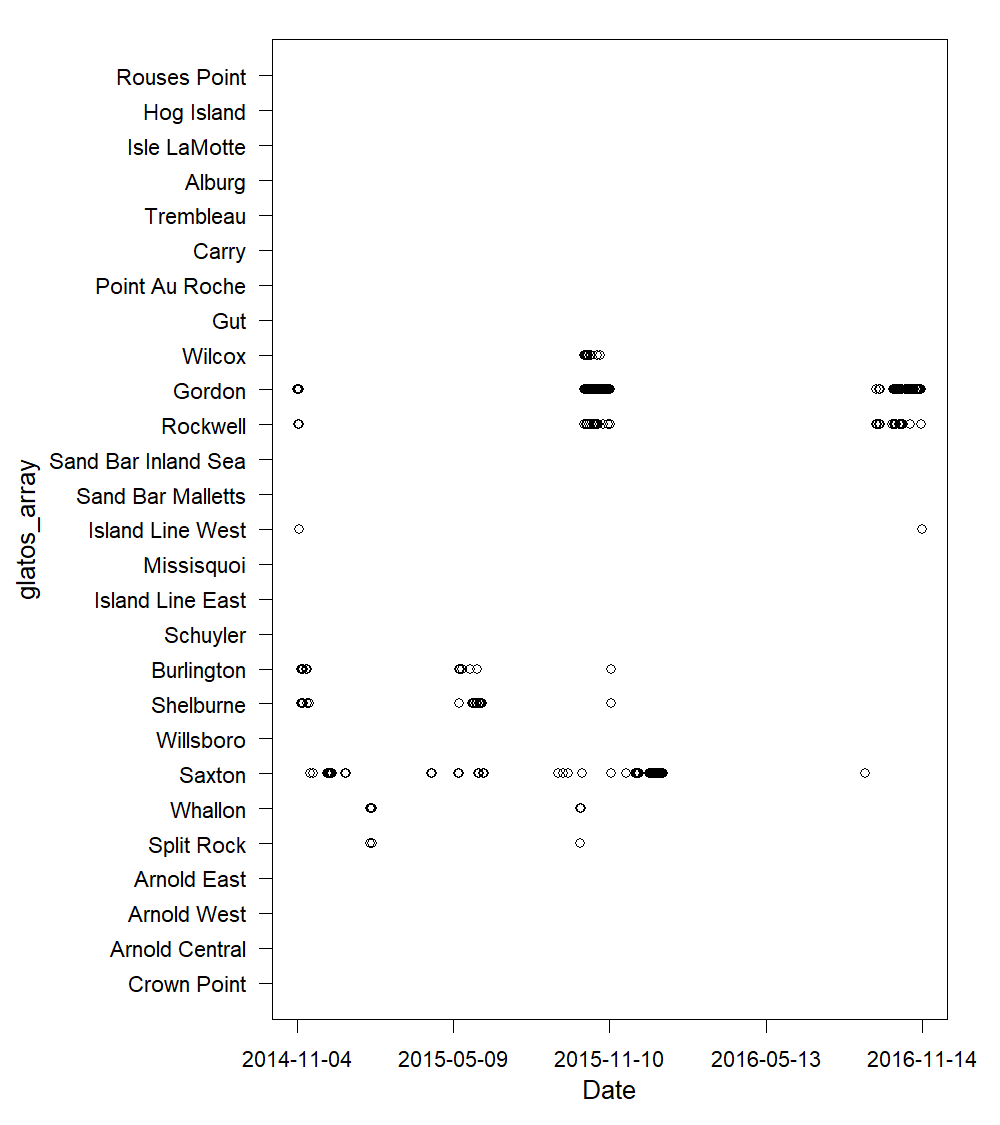 Rouses Point
Hog Island
Isle LaMotte
Alburg
Trembleau
Carry
Point Au Roche
Gut
Wilcox
Gordon
Rockwell
Sand Bar Inland Sea
Sand Bar Malletts
Island Line West
Missisquoi
Island Line East
Schuyler
Burlington
Shelburne
Willsboro
Saxton
Whallon
Split Rock
Arnold East
Arnold West
Arnold Central
Crown Point
glatos_array
2014-11-04 2015-05-09 2015-11-10 2016-05-13 2016-11-14
Date